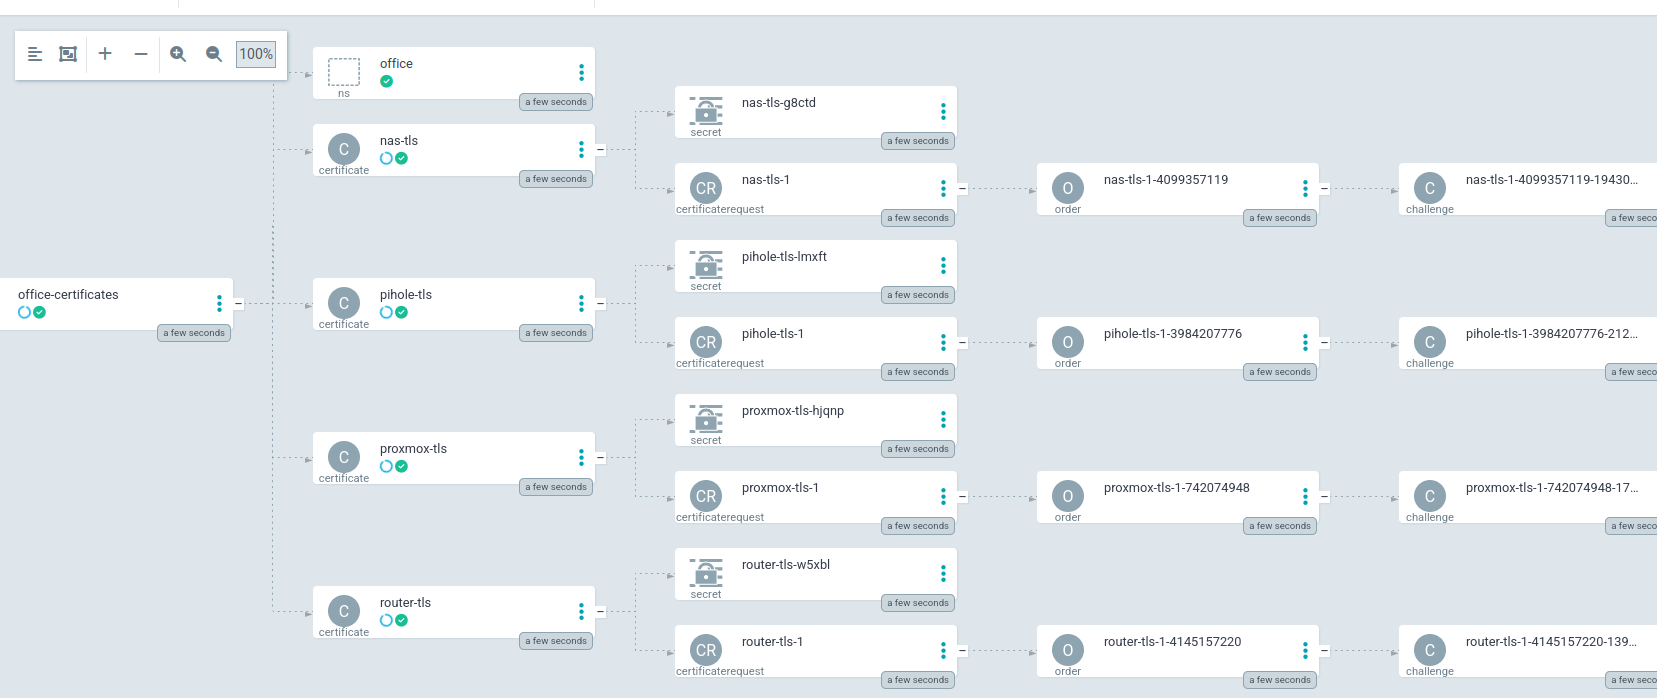 100%
office
ns
a few seconds
nas-tls-g8ctd
secret
a few seconds
C
nas-tls
certificate
a few seconds
CR
nas-tls-1
certificaterequest
a few seconds
O
nas-tls-1-4099357119
order
a few seconds
C
nas-tls-1-4099357119-19430...
challenge
a few seco
pihole-tls-lmxft
secret
a few seconds
office-certificates
a few seconds
C
pihole-tls
certificate
a few seconds
CR
pihole-tls-1
certificaterequest
a few seconds
O
pihole-tls-1-3984207776
order
a few seconds
C
pihole-tls-1-3984207776-212...
challenge
a few seco
proxmox-tls-hjqnp
secret
a few seconds
C
proxmox-tls
certificate
a few seconds
CR
proxmox-tls-1
certificaterequest
a few seconds
O
proxmox-tls-1-742074948
order
a few seconds
C
proxmox-tls-1-742074948-17...
challenge
a few seco
router-tls-w5xbl
secret
a few seconds
C
router-tls
certificate
a few seconds
CR
router-tls-1
certificaterequest
a few seconds
O
router-tls-1-4145157220
order
a few seconds
C
router-tls-1-4145157220-139...
challenge
a few seco